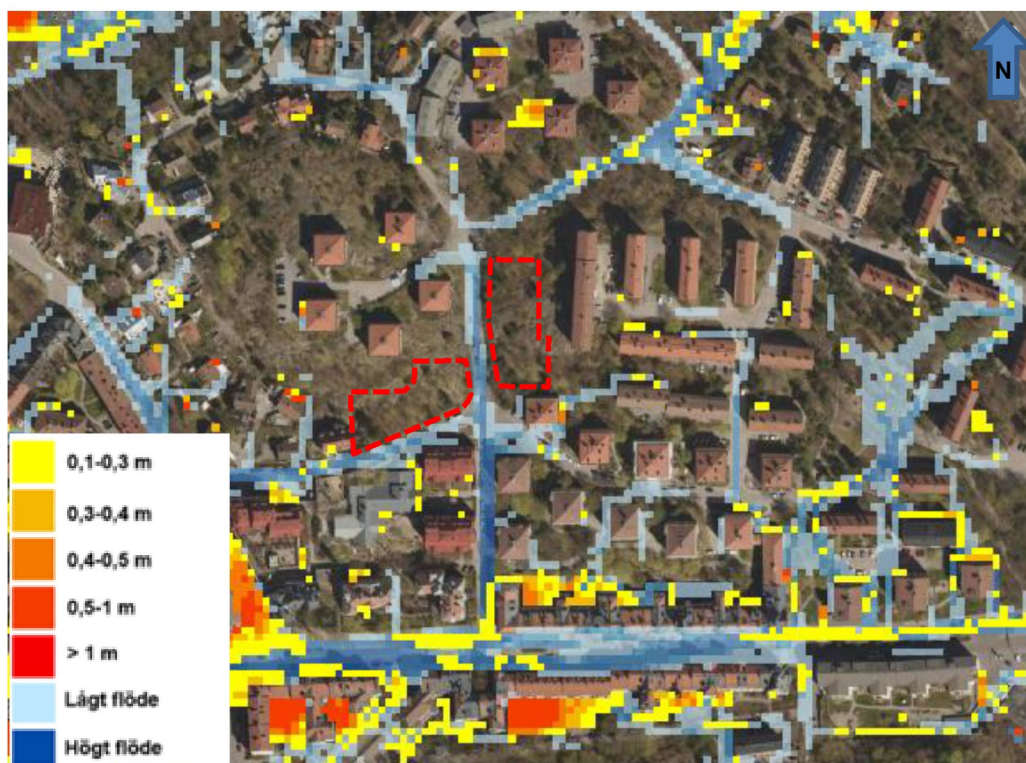 N
0,1-0,3 m
0,3-0,4 m
0,4-0,5 m
0,5-1 m
> 1 m
Lågt flöde
Högt flöde